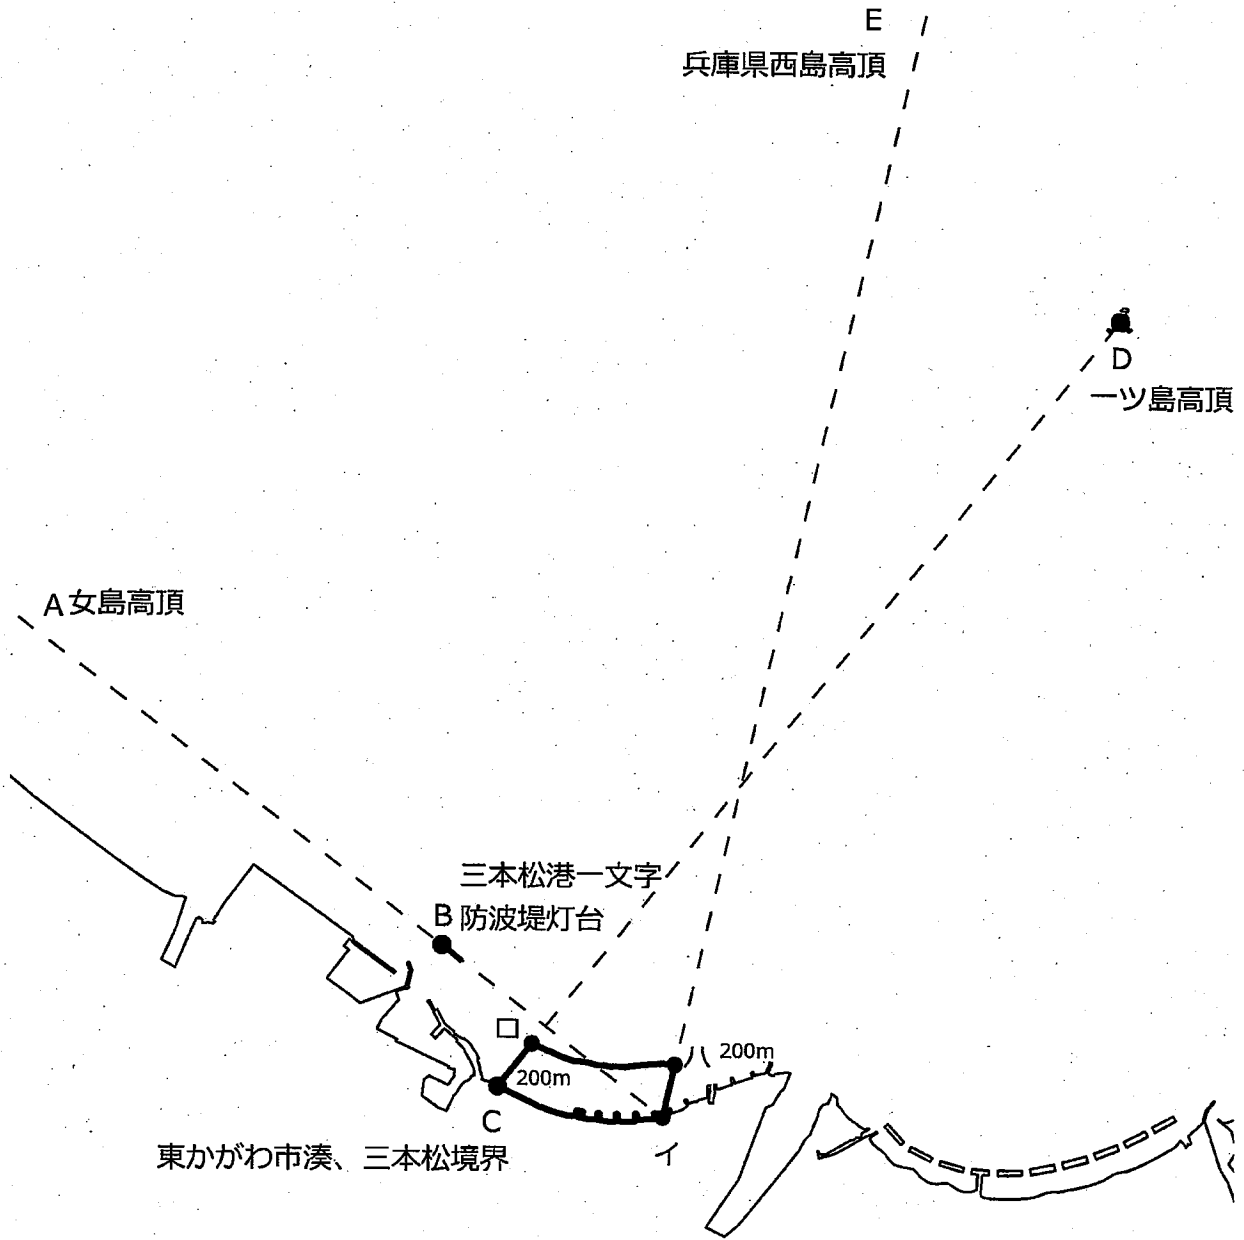 E
兵庫県西島高頂
D
一ツ島高頂
A 女島高頂
三本松港一文字
B 防波堤灯台
ロ
ハ 200m
200m
C
イ
東かがわ市湊、三本松境界